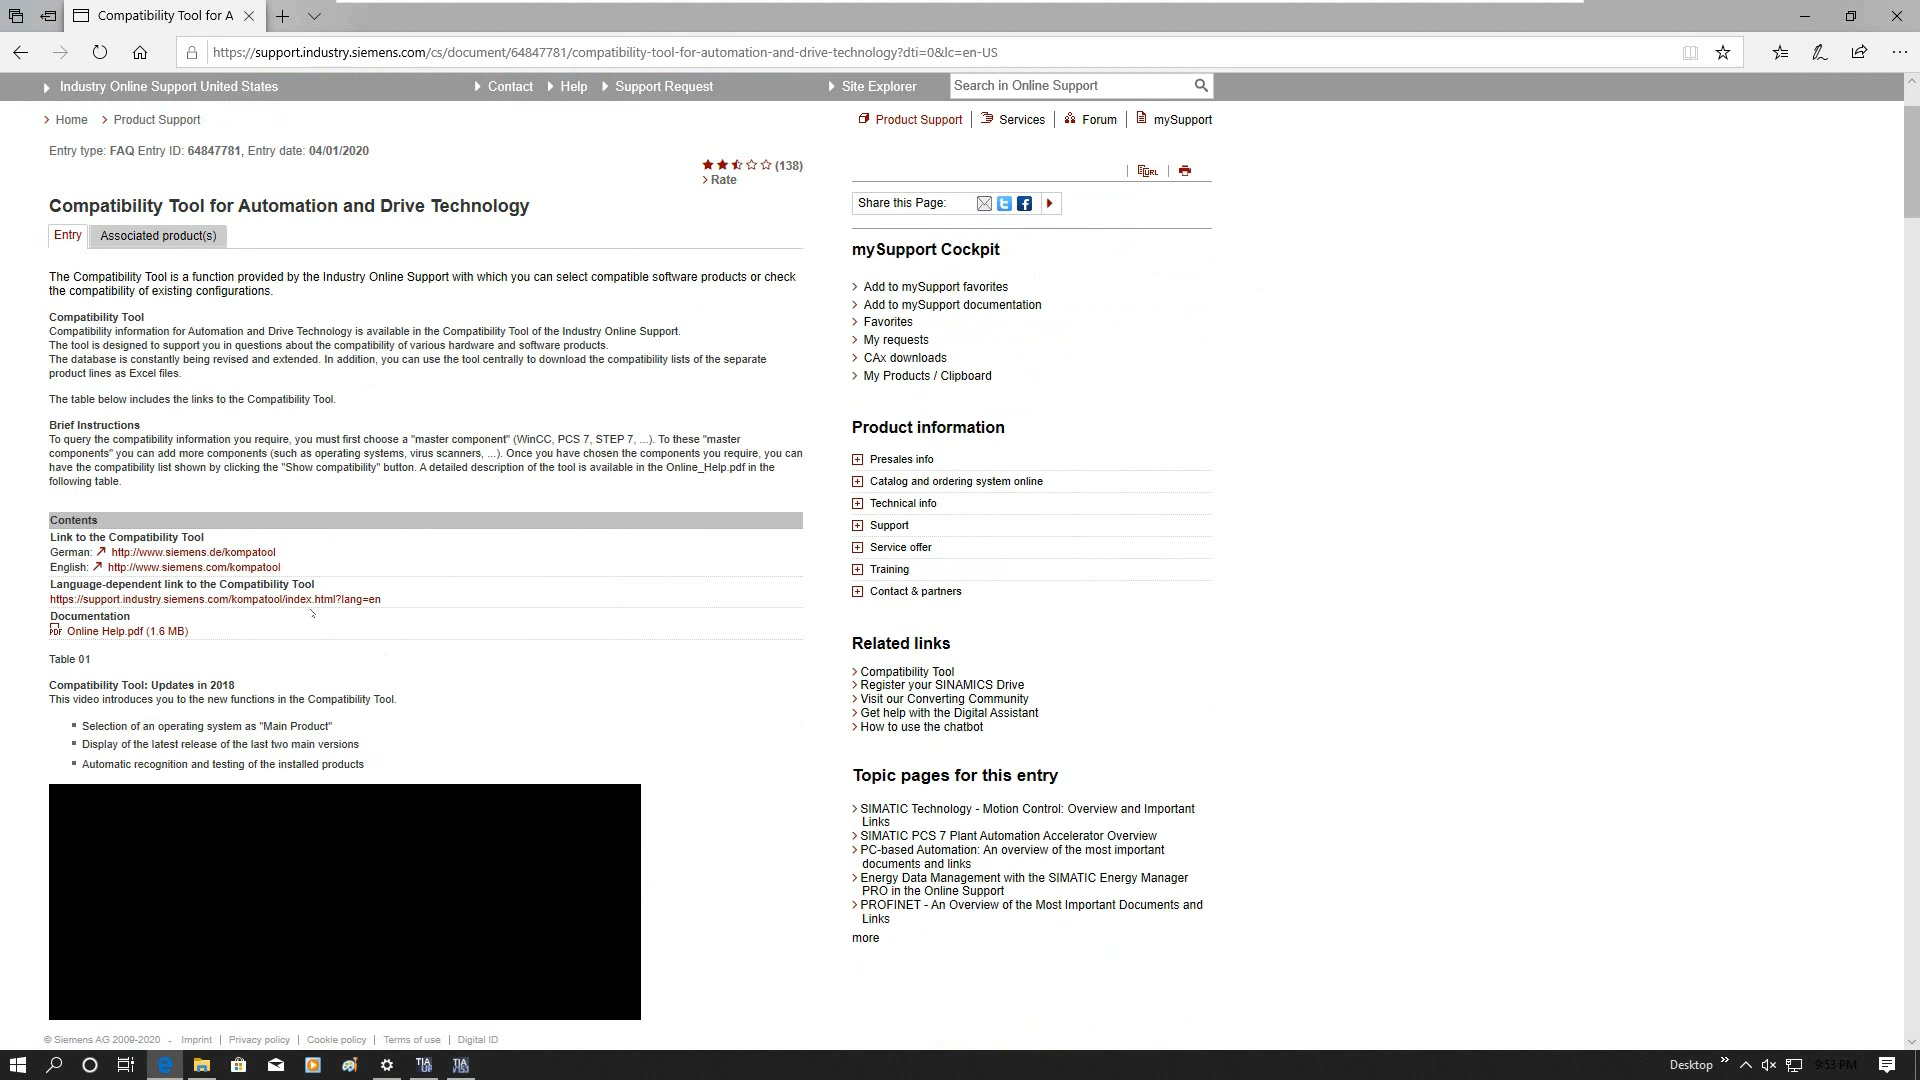 Compatibility Tool for A
https://support.industry.siemens.com/cs/document/64847781/compatibility-tool-for-automation-and-drive-technology?dti=0&lc=en-US
Industry Online Support United States
Contact
Help
Support Request
Site Explorer
Search in Online Support
Home
Product Support
Product Support
Services
Forum
mySupport
Entry type: FAQ Entry ID: 64847781, Entry date: 04/01/2020
(138)
Rate
URL
Compatibility Tool for Automation and Drive Technology
Share this Page:
Entry
Associated product(s)
The Compatibility Tool is a function provided by the Industry Online Support with which you can select compatible software products or check
the compatibility of existing configurations.
Compatibility Tool
Compatibility information for Automation and Drive Technology is available in the Compatibility Tool of the Industry Online Support.
The tool is designed to support you in questions about the compatibility of various hardware and software products.
The database is constantly being revised and extended. In addition, you can use the tool centrally to download the compatibility lists of the separate
product lines as Excel files.
The table below includes the links to the Compatibility Tool.
Brief Instructions
To query the compatibility information you require, you must first choose a "master component" (WinCC, PCS 7, STEP 7, ...). To these "master
components" you can add more components (such as operating systems, virus scanners, ...). Once you have chosen the components you require, you can
have the compatibility list shown by clicking the "Show compatibility" button. A detailed description of the tool is available in the Online_Help.pdf in the
following table.
Contents
Link to the Compatibility Tool
German: http://www.siemens.de/kompatool
English: http://www.siemens.com/kompatool
Language-dependent link to the Compatibility Tool
https://support.industry.siemens.com/kompatool/index.html?lang=en
Documentation
PDF Online Help.pdf (1.6 MB)
Table 01
Compatibility Tool: Updates in 2018
This video introduces you to the new functions in the Compatibility Tool.
Selection of an operating system as "Main Product"
Display of the latest release of the last two main versions
Automatic recognition and testing of the installed products
mySupport Cockpit
Add to mySupport favorites
Add to mySupport documentation
Favorites
My requests
CAx downloads
My Products / Clipboard
Product information
Presales info
Catalog and ordering system online
Technical info
Support
Service offer
Training
Contact & partners
Related links
Compatibility Tool
Register your SINAMICS Drive
Visit our Converting Community
Get help with the Digital Assistant
How to use the chatbot
Topic pages for this entry
SIMATIC Technology - Motion Control: Overview and Important
Links
SIMATIC PCS 7 Plant Automation Accelerator Overview
PC-based Automation: An overview of the most important
documents and links
Energy Data Management with the SIMATIC Energy Manager
PRO in the Online Support
PROFINET - An Overview of the Most Important Documents and
Links
more
© Siemens AG 2009-2020 - Imprint | Privacy policy | Cookie policy | Terms of use | Digital ID
Desktop
9:53 PM